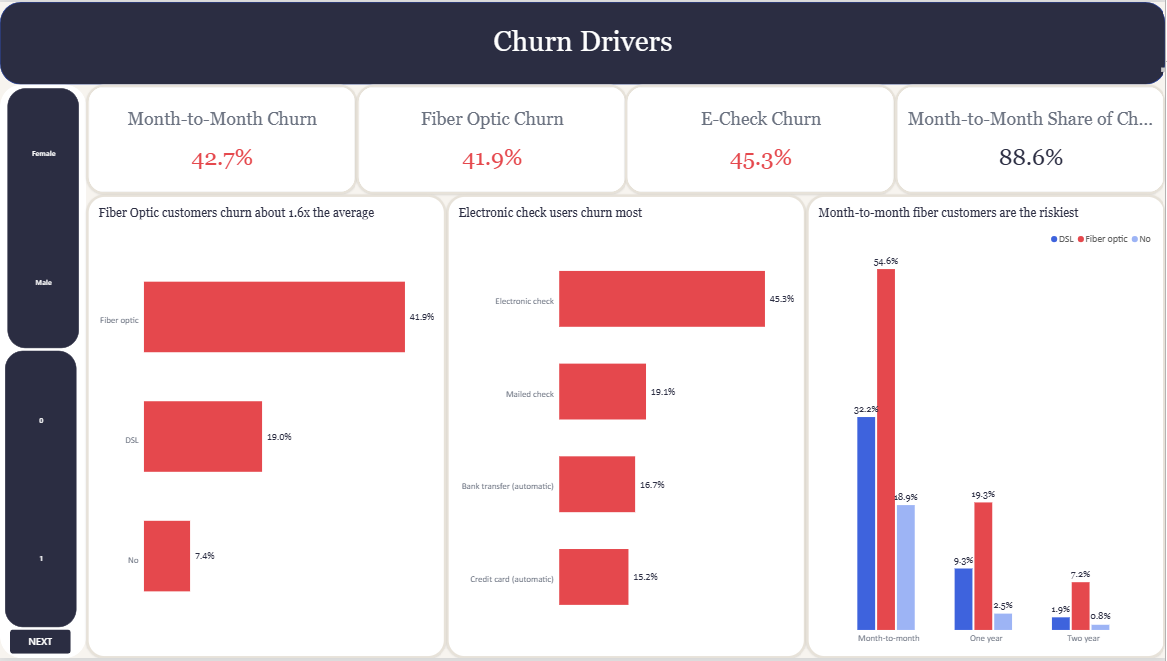 Churn Drivers
Female
Male
0
1
NEXT
Month-to-Month Churn
42.7%
Fiber Optic Churn
41.9%
E-Check Churn
45.3%
Month-to-Month Share of Ch...
88.6%
Fiber Optic customers churn about 1.6x the average
Fiber optic
41.9%
DSL
19.0%
No
7.4%
Electronic check users churn most
Electronic check
45.3%
Mailed check
19.1%
Bank transfer (automatic)
16.7%
Credit card (automatic)
15.2%
Month-to-month fiber customers are the riskiest
DSL Fiber optic No
54.6%
32.2%
18.9%
19.3%
9.3%
2.5%
7.2%
1.9%
0.8%
Month-to-month One year Two year